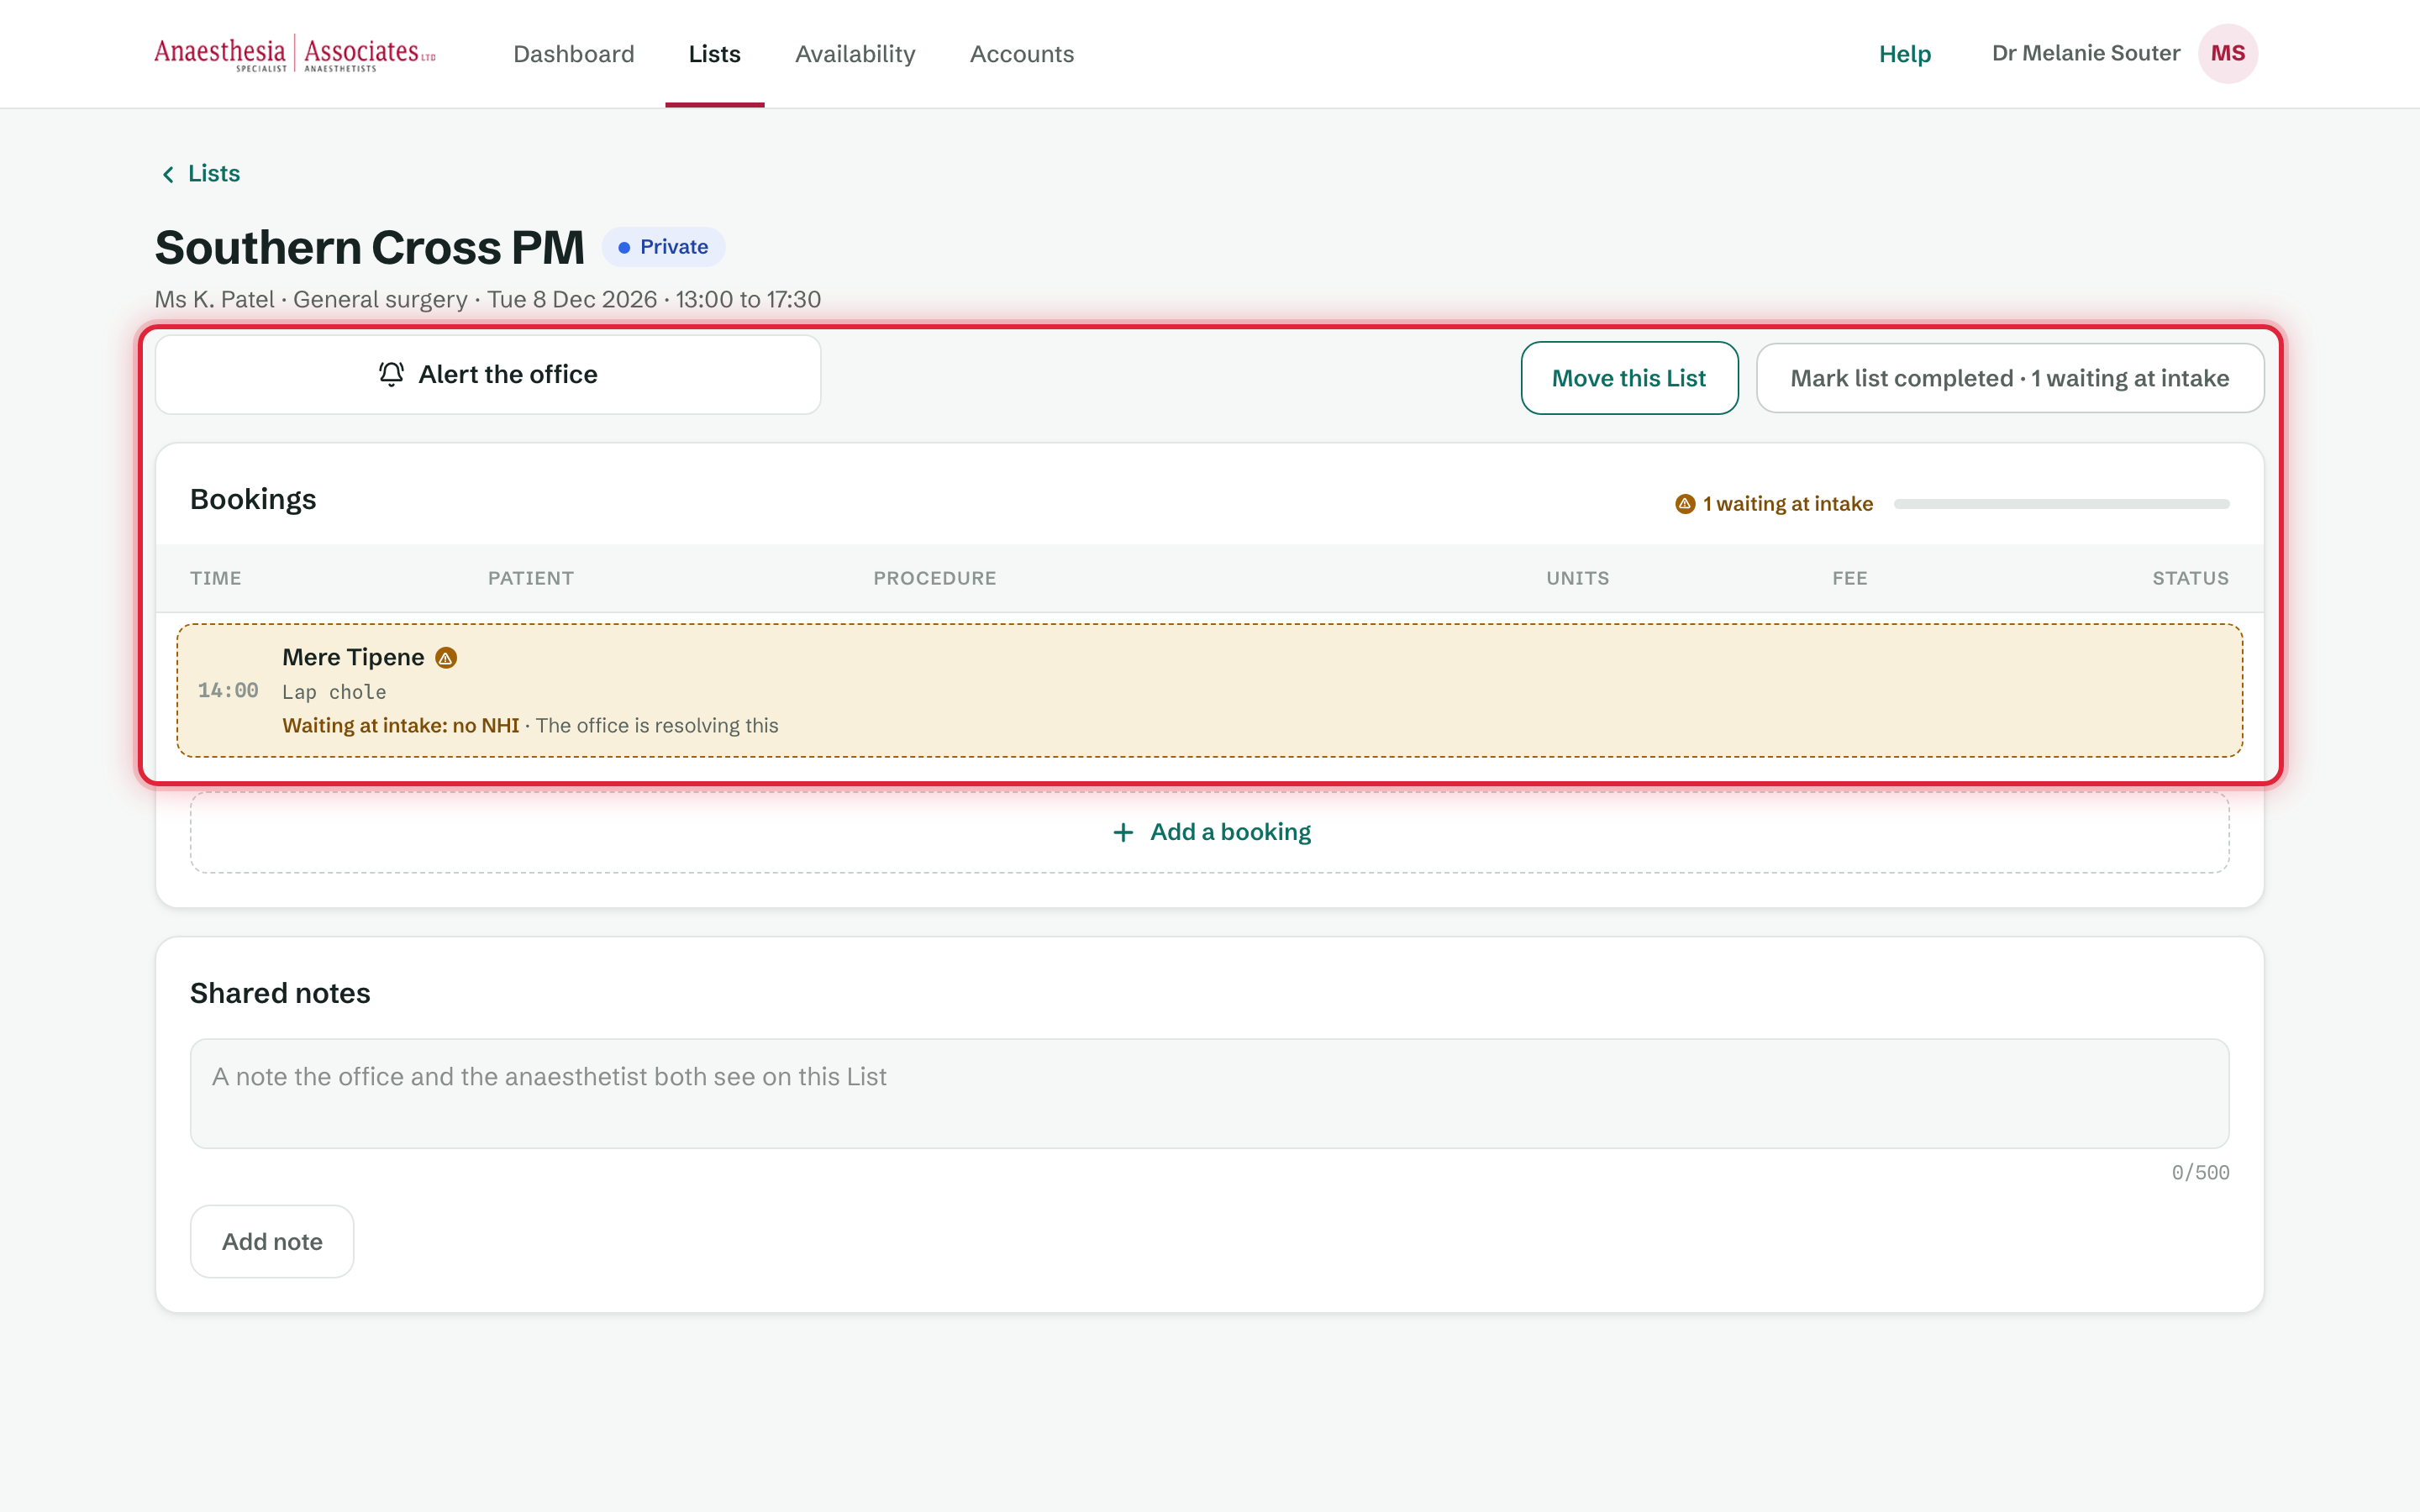 Anaesthesia | Associates LTD
SPECIALIST ANAESTHETISTS
Dashboard
Lists
Availability
Accounts
Help
Dr Melanie Souter
MS
Lists
Southern Cross PM
Private
Ms K. Patel · General surgery · Tue 8 Dec 2026 · 13:00 to 17:30
Alert the office
Move this List
Mark list completed · 1 waiting at intake
Bookings
1 waiting at intake
TIME
PATIENT
PROCEDURE
UNITS
FEE
STATUS
14:00
Mere Tipene
Lap chole
Waiting at intake: no NHI · The office is resolving this
+ Add a booking
Shared notes
A note the office and the anaesthetist both see on this List
0/500
Add note